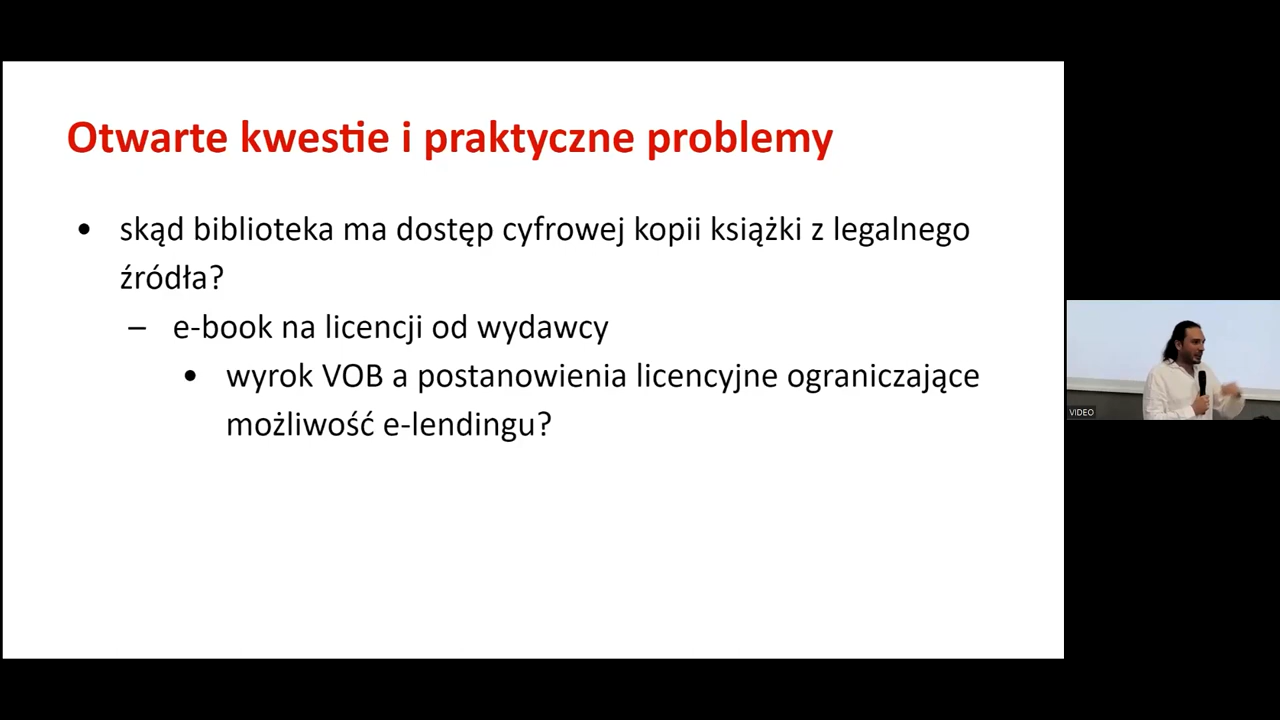 Otwarte kwestie i praktyczne problemy
• skąd biblioteka ma dostęp cyfrowej kopii książki z legalnego
źródła?
– e-book na licencji od wydawcy
• wyrok VOB a postanowienia licencyjne ograniczające
możliwość e-lendingu?
VIDEO